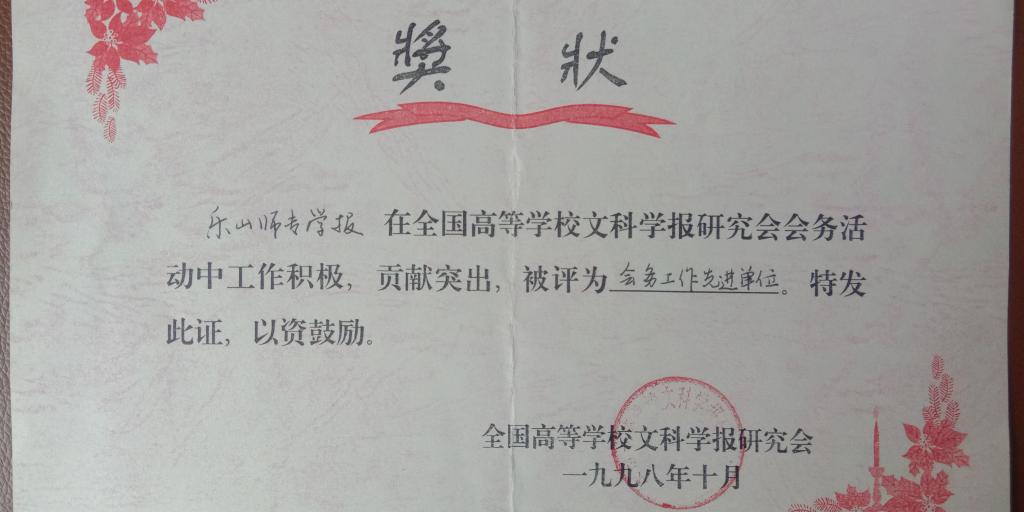 獎 狀
乐山师专学报 在全国高等学校文科学报研究会会务活
动中工作积极，贡献突出，被评为会务工作先进单位。特发
此证，以资鼓励。
全国高等学校文科学报研究会
一九九八年十月